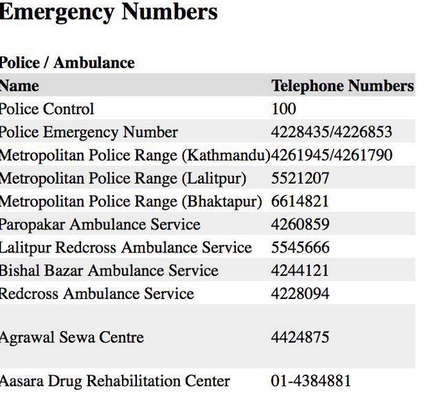 Emergency Numbers
Police / Ambulance
Name Telephone Numbers
Police Control 100
Police Emergency Number 4228435/4226853
Metropolitan Police Range (Kathmandu)4261945/4261790
Metropolitan Police Range (Lalitpur) 5521207
Metropolitan Police Range (Bhaktapur) 6614821
Paropakar Ambulance Service 4260859
Lalitpur Redcross Ambulance Service 5545666
Bishal Bazar Ambulance Service 4244121
Redcross Ambulance Service 4228094
Agrawal Sewa Centre 4424875
Aasara Drug Rehabilitation Center 01-4384881